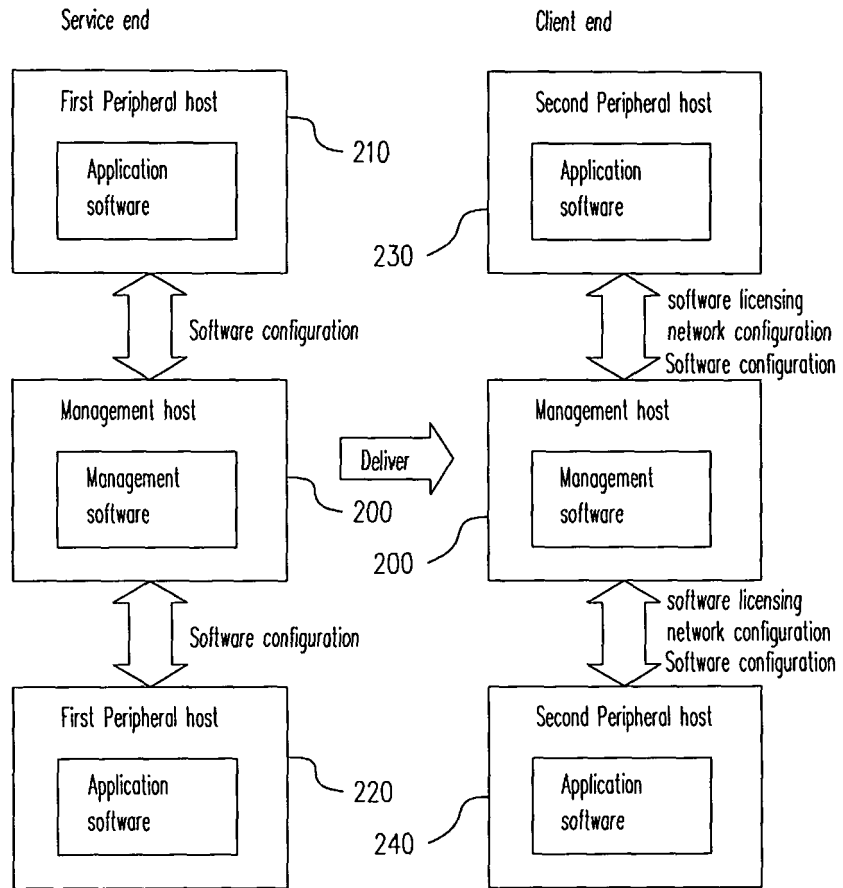 Service end
Client end
First Peripheral host
Application
software
210
Second Peripheral host
Application
software
230
Software configuration
software licensing
network configuration
Software configuration
Management host
Management
software
200
Deliver
Management host
Management
software
200
Software configuration
software licensing
network configuration
Software configuration
First Peripheral host
Application
software
220
Second Peripheral host
Application
software
240